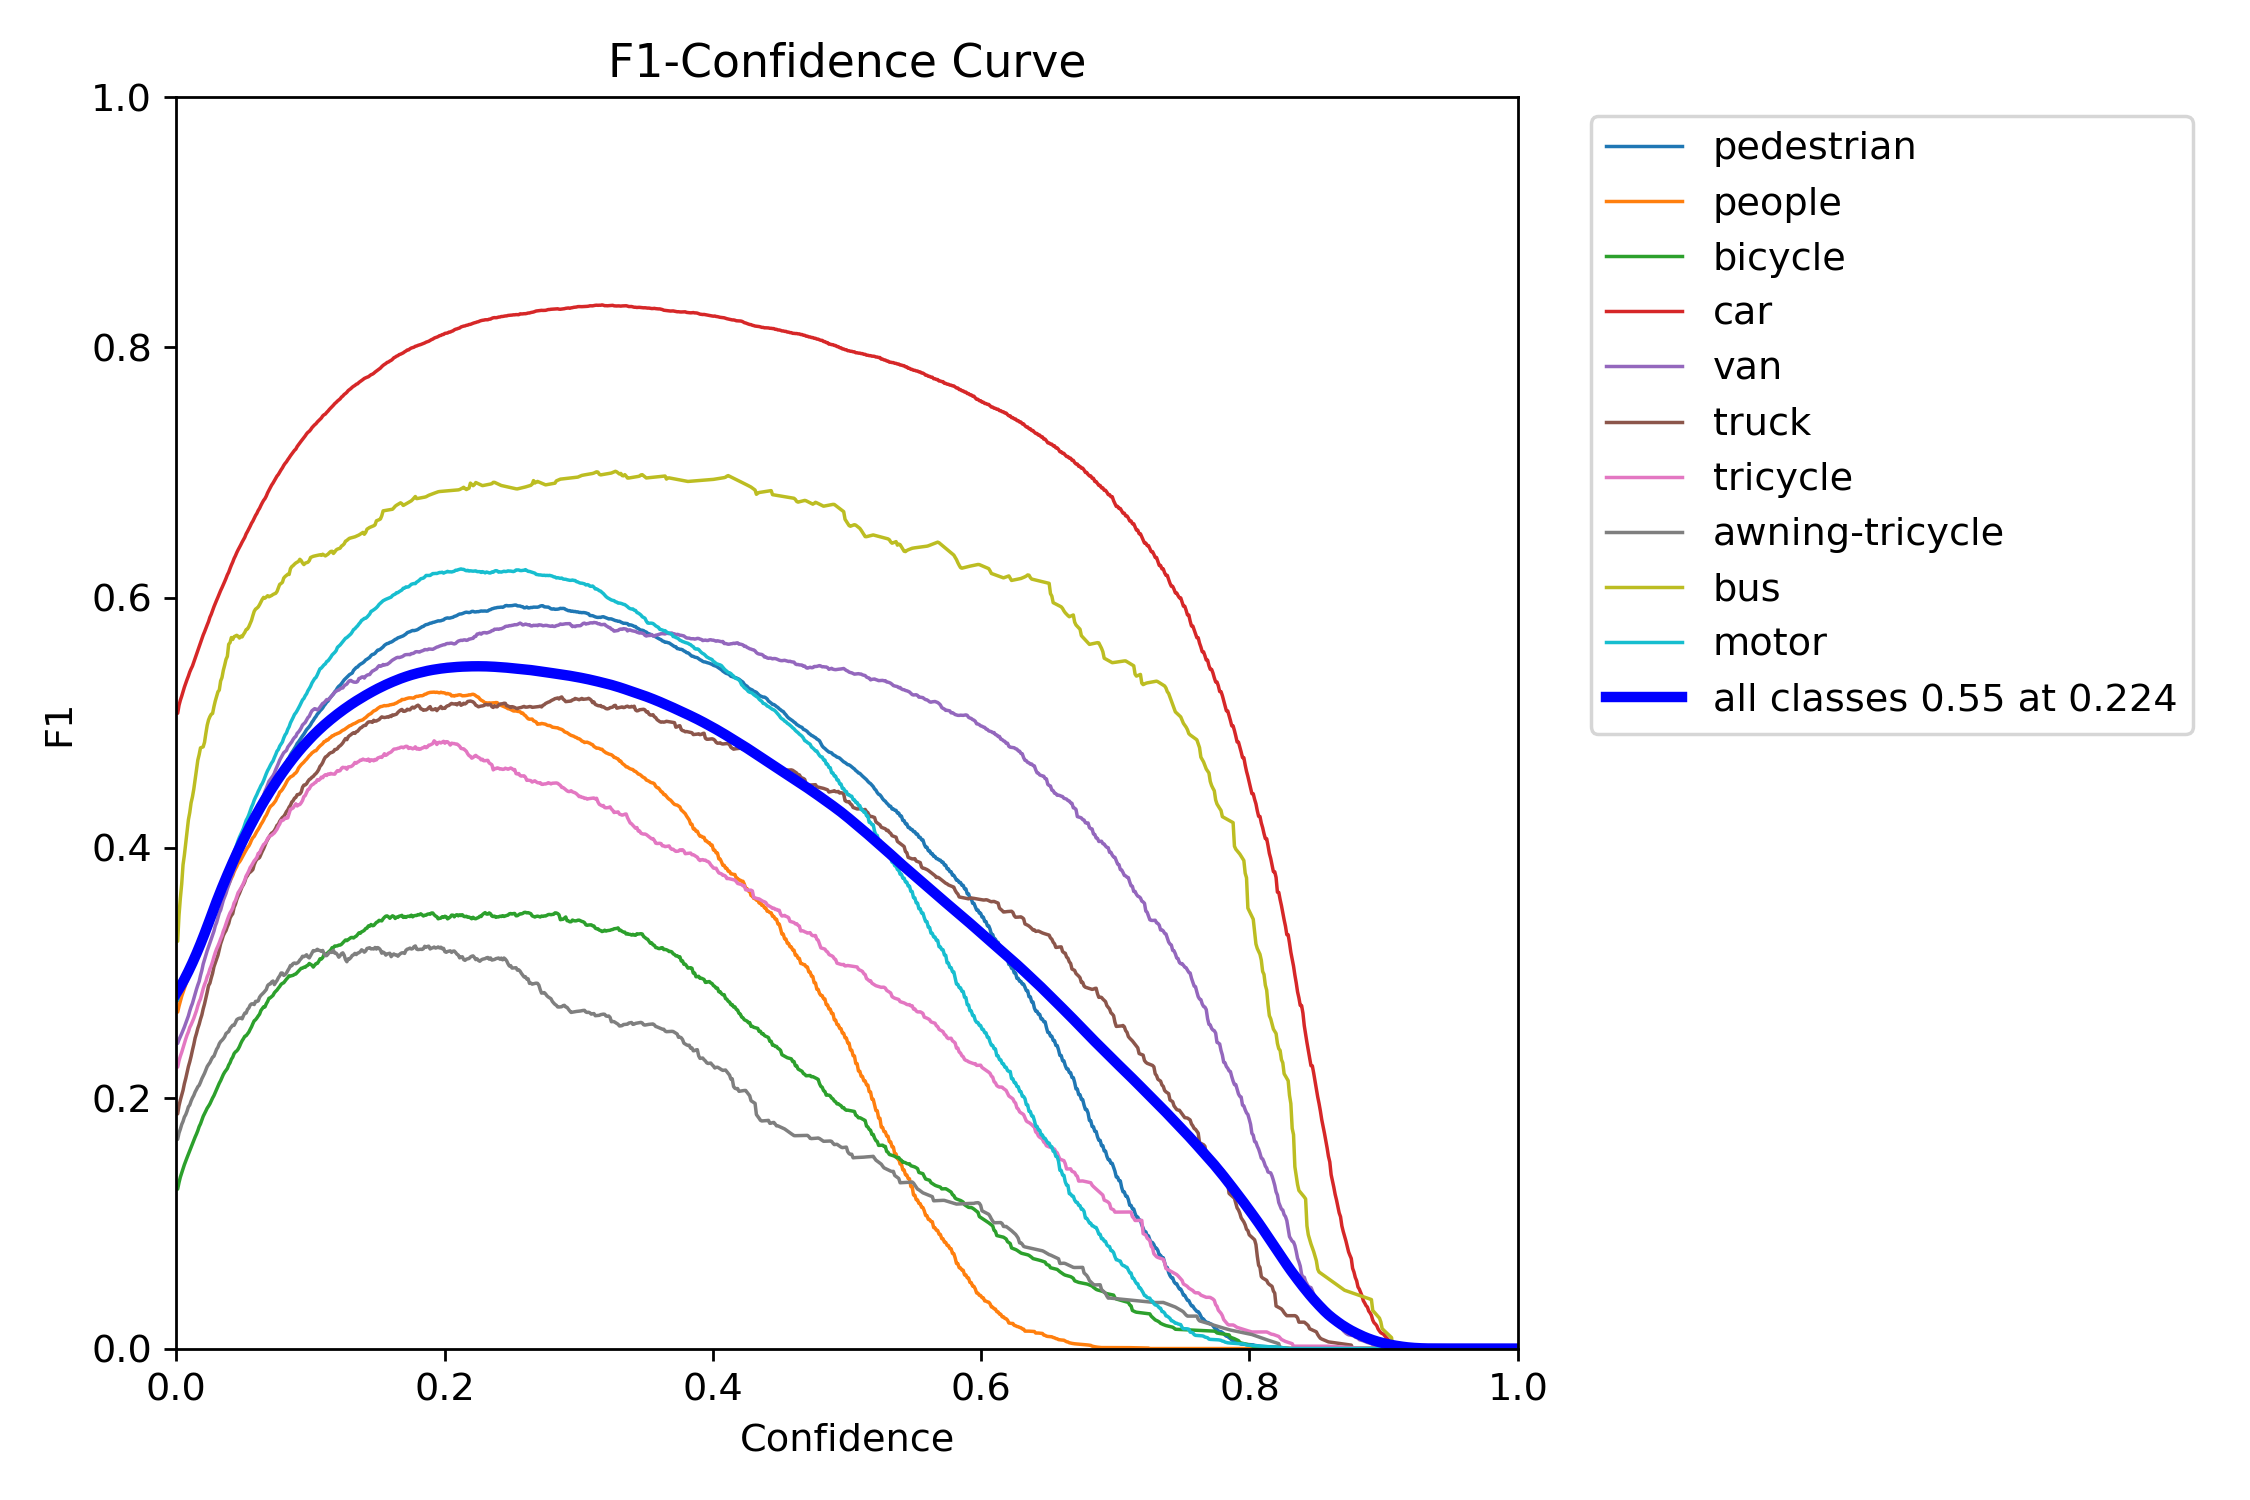 F1-Confidence Curve
1.0
0.8
0.6
0.4
0.2
0.0
F1
0.0 0.2 0.4 0.6 0.8 1.0
Confidence
pedestrian
people
bicycle
car
van
truck
tricycle
awning-tricycle
bus
motor
all classes 0.55 at 0.224